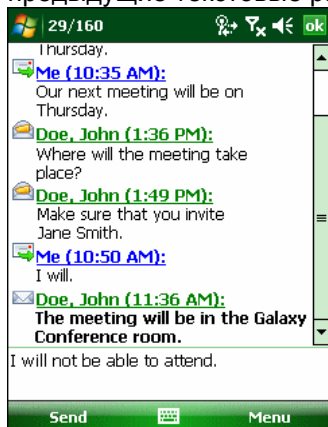 29/160
ok
Thursday.
Me (10:35 AM):
Our next meeting will be on
Thursday.
Doe, John (1:36 PM):
Where will the meeting take
place?
Doe, John (1:49 PM):
Make sure that you invite
Jane Smith.
Me (10:50 AM):
I will.
Doe, John (11:36 AM):
The meeting will be in the Galaxy
Conference room.
I will not be able to attend.
Send
Menu